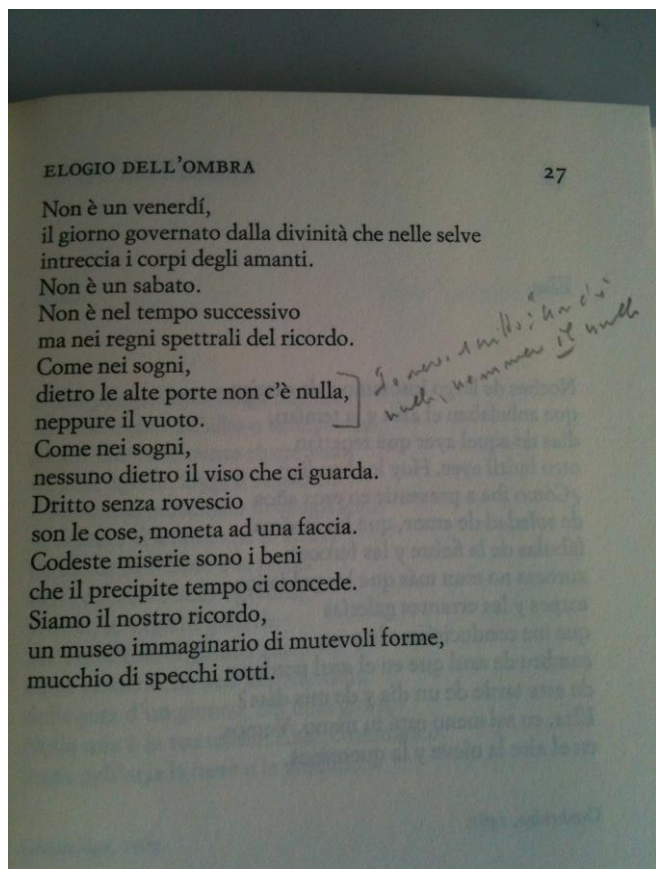 ELOGIO DELL'OMBRA
27
Non è un venerdí,
il giorno governato dalla divinità che nelle selve
intreccia i corpi degli amanti.
Non è un sabato.
Non è nel tempo successivo
ma nei regni spettrali del ricordo.
Come nei sogni,
dietro le alte porte non c'è nulla,
neppure il vuoto.
Come nei sogni,
nessuno dietro il viso che ci guarda.
Dritto senza rovescio
son le cose, moneta ad una faccia.
Codeste miserie sono i beni
che il precipite tempo ci concede.
Siamo il nostro ricordo,
un museo immaginario di mutevoli forme,
mucchio di specchi rotti.